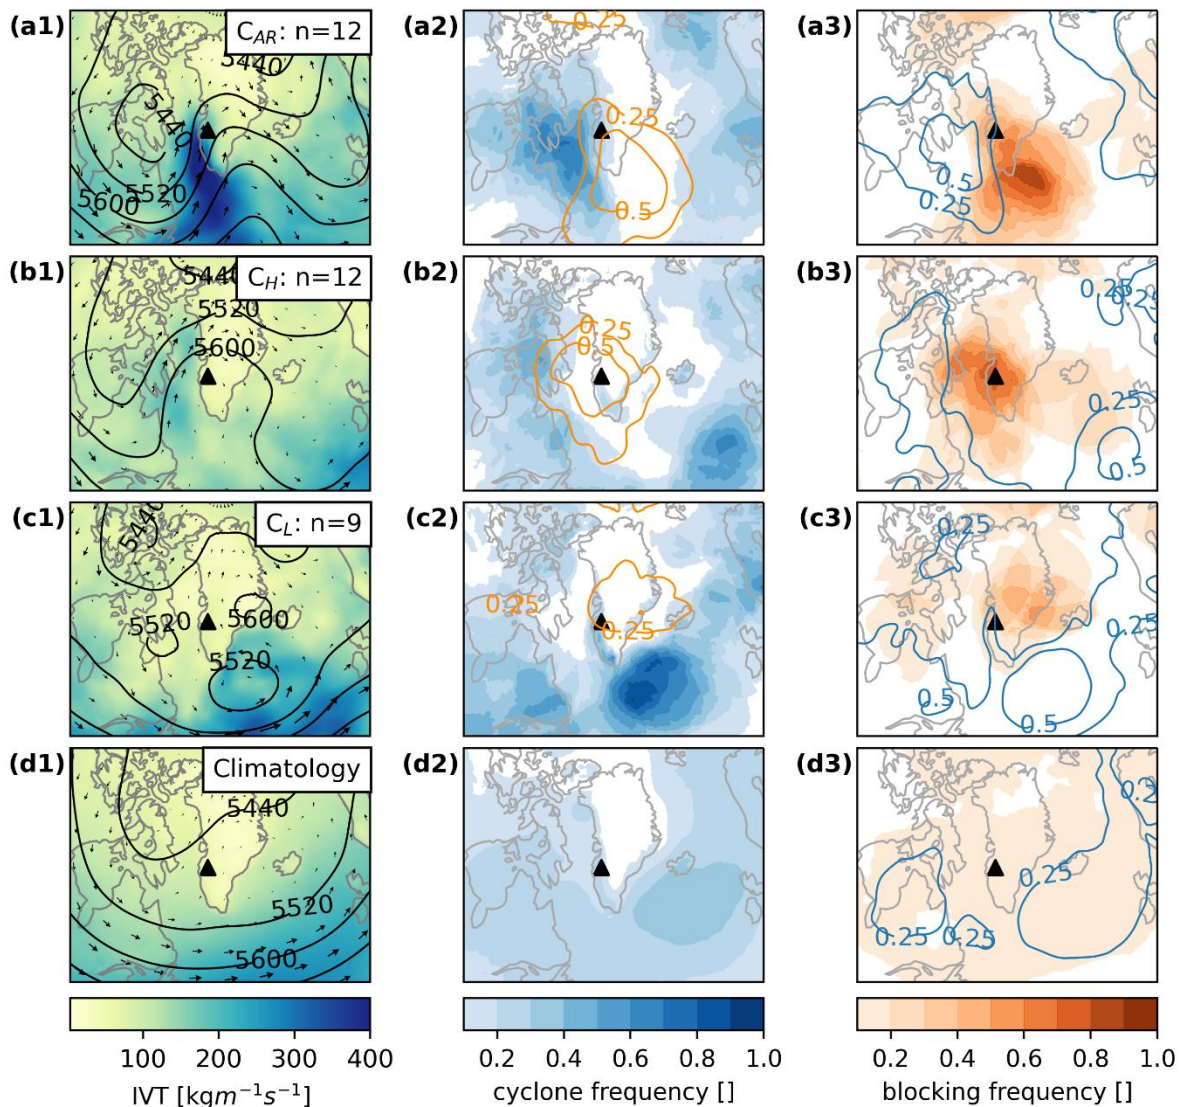 (a1)
C_AR: n=12
5440
5440
5520
5600
(a2)
0.25
0.25
0.5
(a3)
0.5
0.25
(b1)
C_H: n=12
5440
5520
5600
(b2)
0.25
0.5
(b3)
0.25
0.25
0.25
0.5
(c1)
C_L: n=9
5440
5520
5600
5520
(c2)
0.25
0.25
(c3)
0.25
0.25
0.5
0.5
(d1)
Climatology
5440
5520
5600
(d2)
(d3)
0.2
0.25
0.25
0.25
100 200 300 400
IVT [kgm⁻¹s⁻¹]
0.2 0.4 0.6 0.8 1.0
cyclone frequency []
0.2 0.4 0.6 0.8 1.0
blocking frequency []